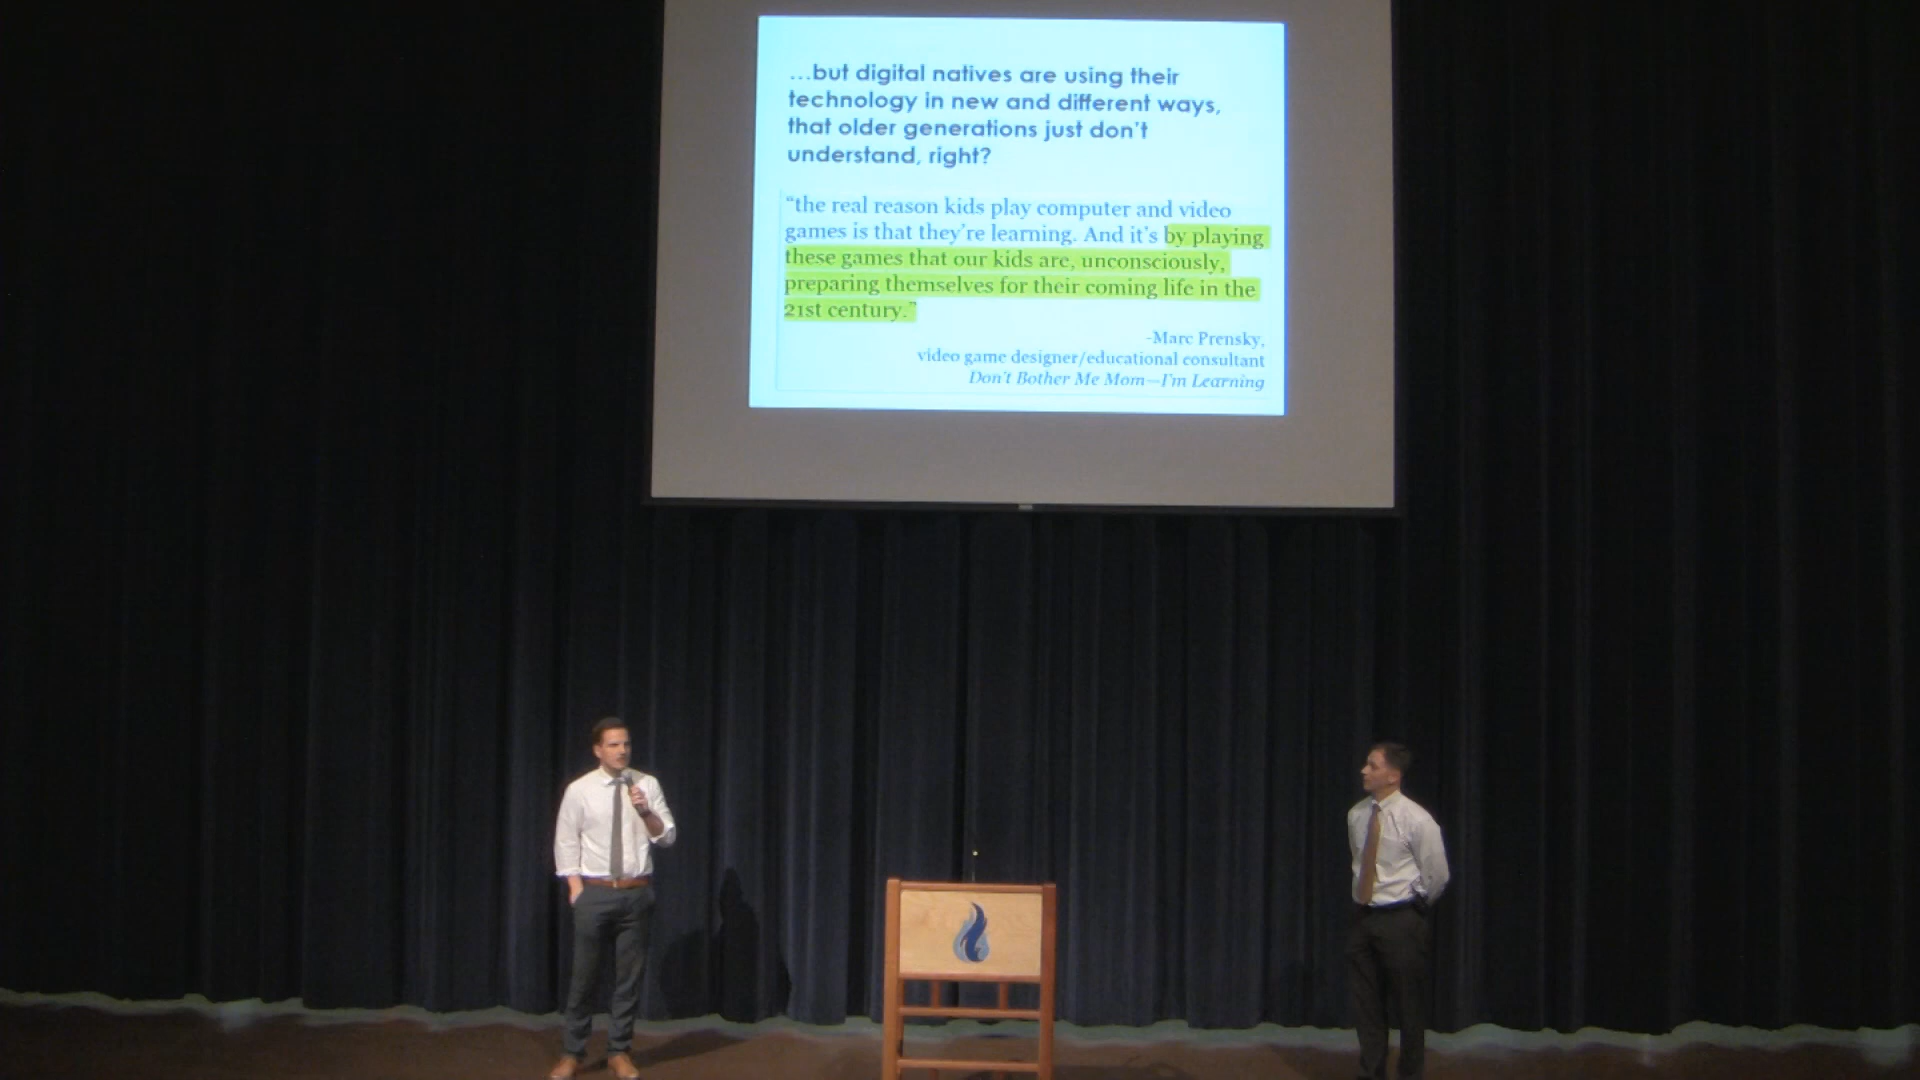 ...but digital natives are using their
technology in new and different ways,
that older generations just don't
understand, right?
“the real reason kids play computer and video
games is that they're learning. And it's by playing
these games that our kids are, unconsciously,
preparing themselves for their coming life in the
21st century.”
-Marc Prensky,
video game designer/educational consultant
Don't Bother Me Mom—I'm Learning